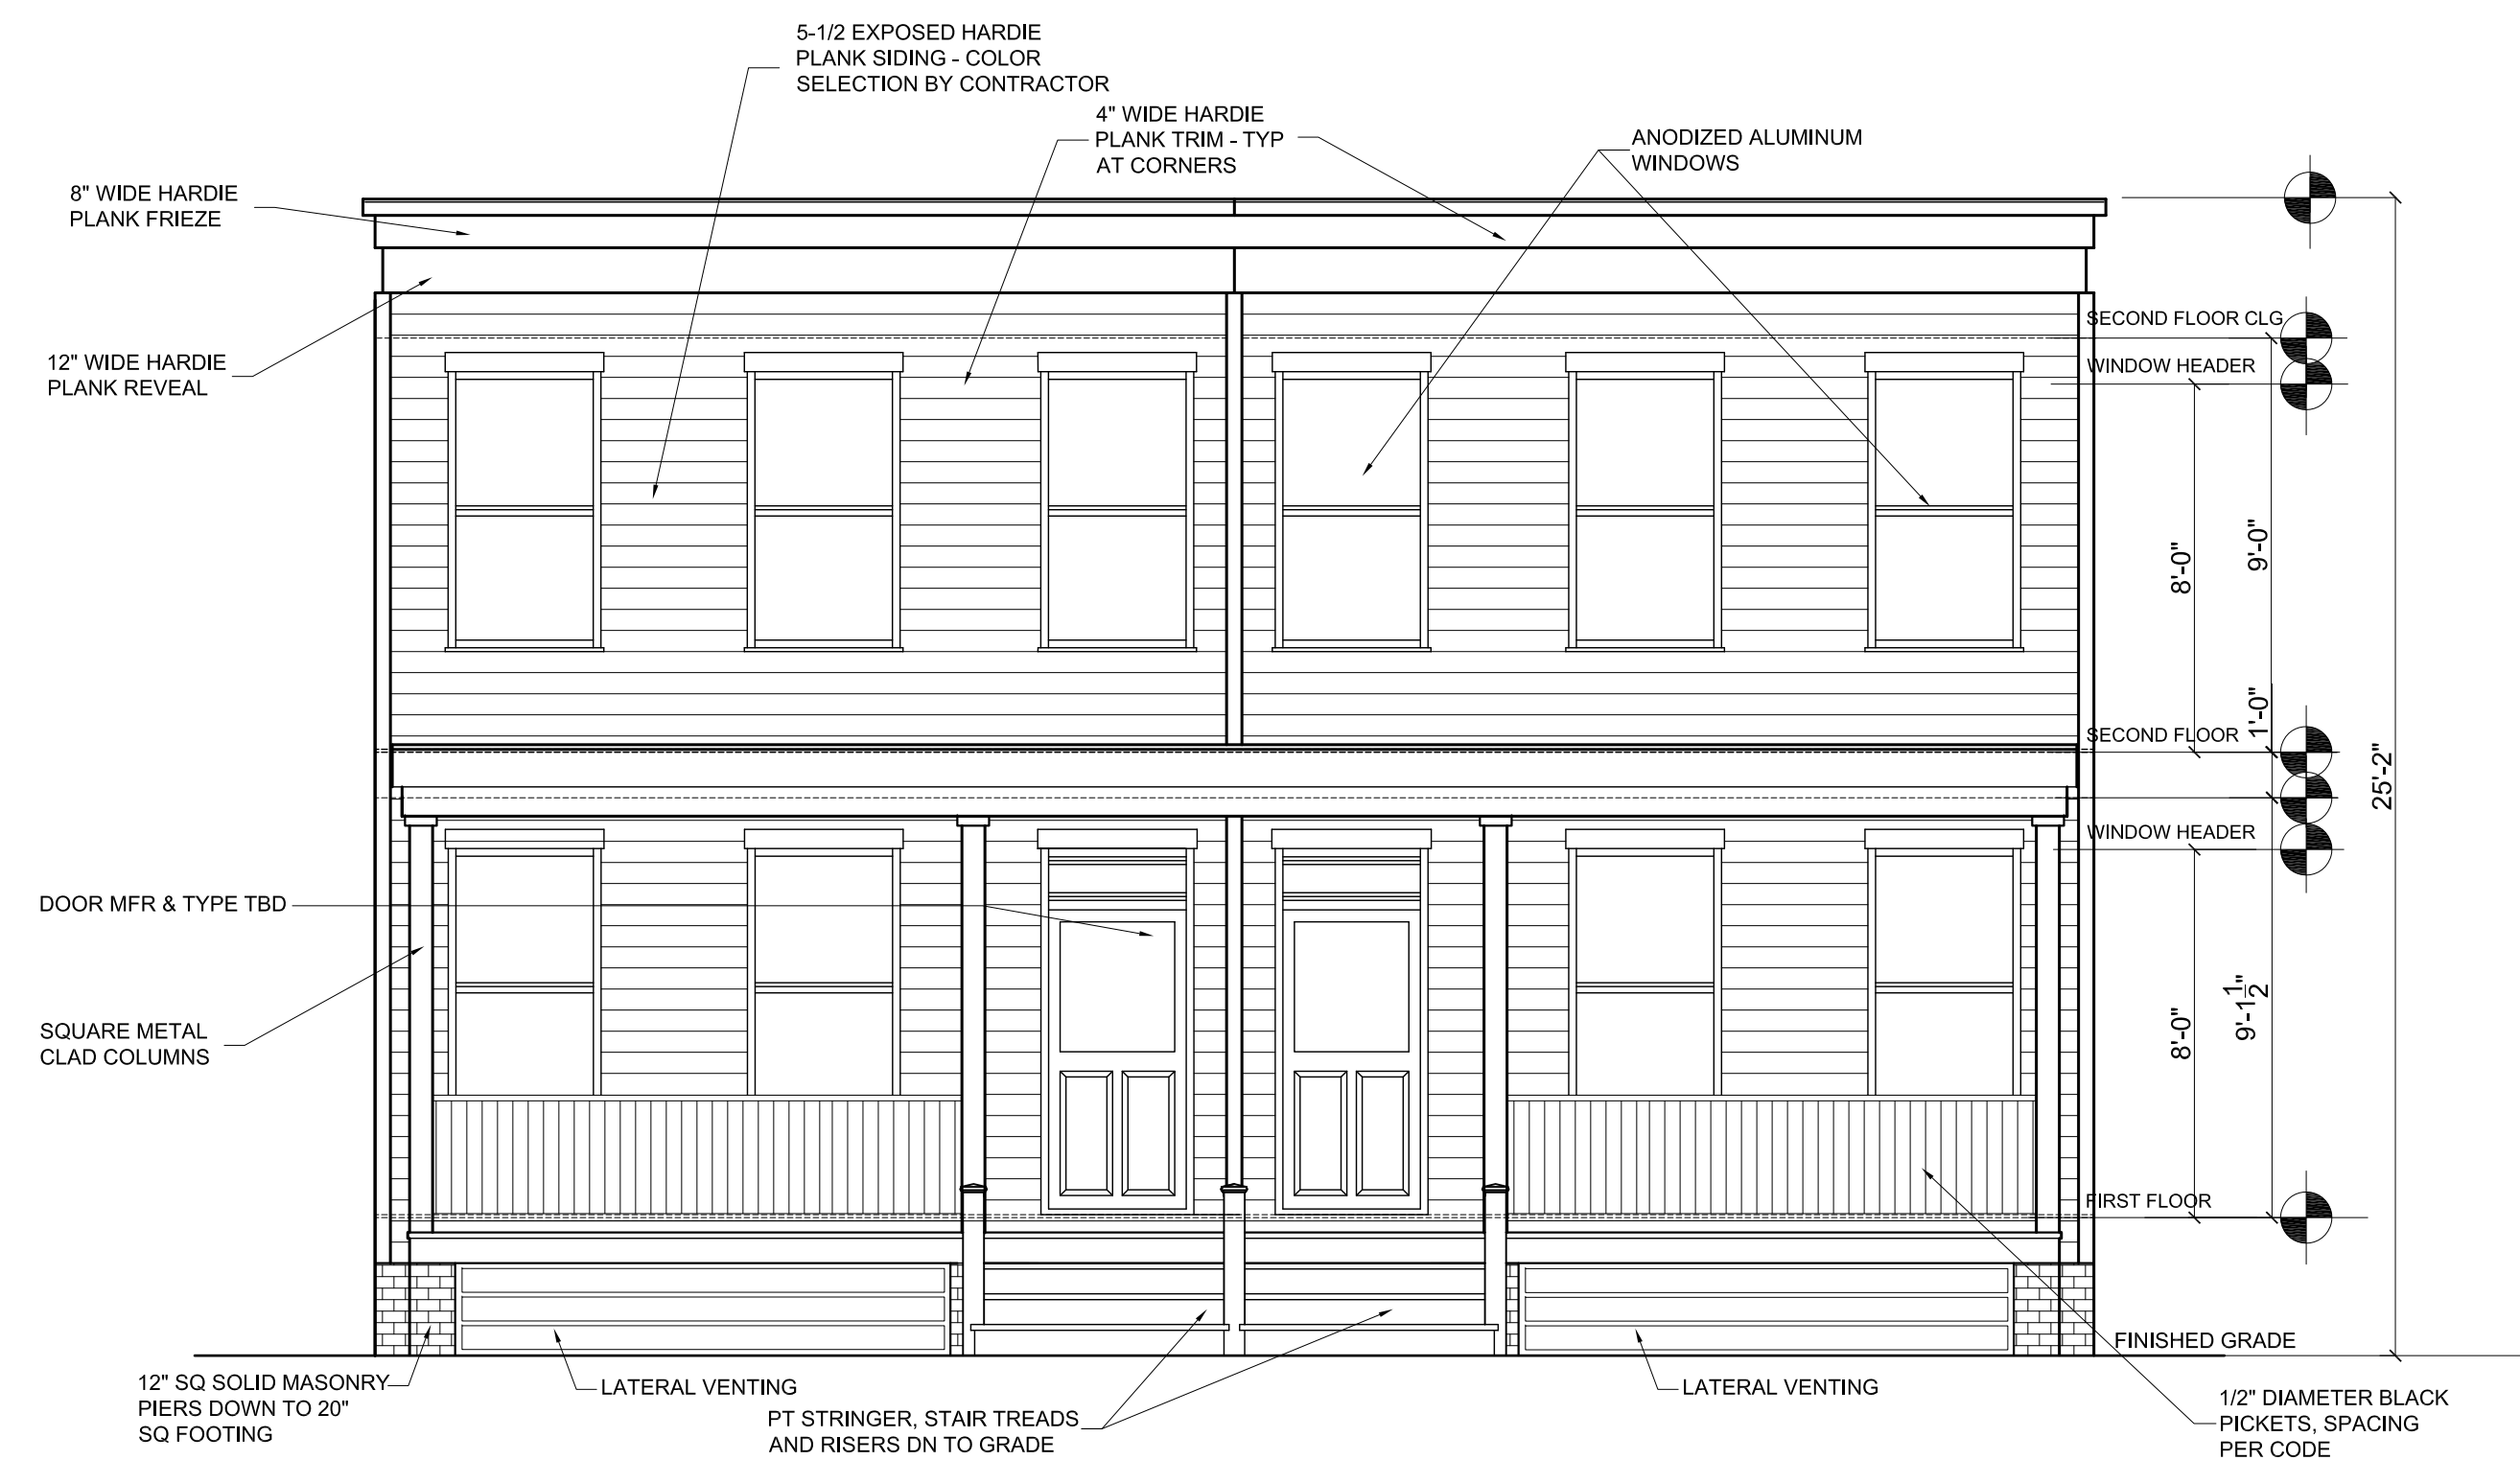 5-1/2 EXPOSED HARDIE
PLANK SIDING - COLOR
SELECTION BY CONTRACTOR
4" WIDE HARDIE
PLANK TRIM - TYP
AT CORNERS
ANODIZED ALUMINUM
WINDOWS
8" WIDE HARDIE
PLANK FRIEZE
12" WIDE HARDIE
PLANK REVEAL
SECOND FLOOR CLG
WINDOW HEADER
8'-0"
9'-0"
1'-0"
SECOND FLOOR
25'-2"
WINDOW HEADER
DOOR MFR & TYPE TBD
SQUARE METAL
CLAD COLUMNS
8'-0"
9'-1 1/2"
FIRST FLOOR
FINISHED GRADE
12" SQ SOLID MASONRY
PIERS DOWN TO 20"
SQ FOOTING
LATERAL VENTING
PT STRINGER, STAIR TREADS
AND RISERS DN TO GRADE
LATERAL VENTING
1/2" DIAMETER BLACK
PICKETS, SPACING
PER CODE